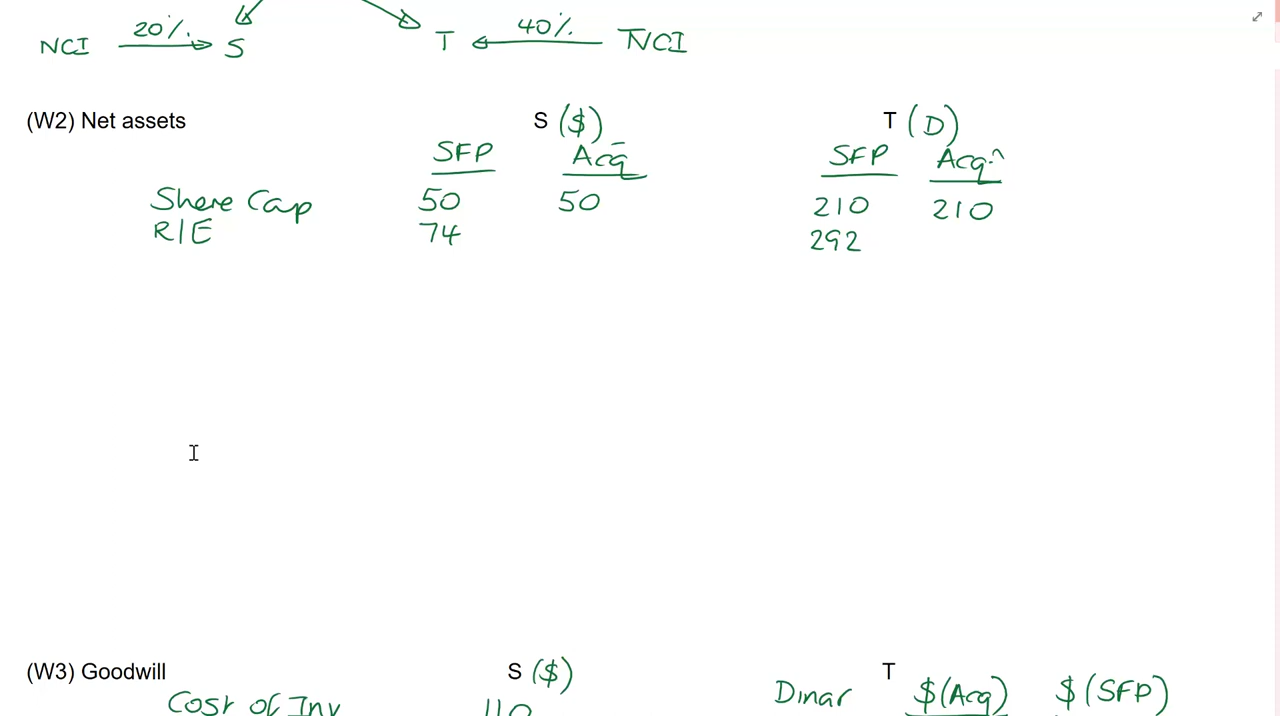 20%. 40%.
NCI S T NCI
(W2) Net assets S ($) T (D)
SFP Acq SFP Acq^n
Share Cap 50 50 210 210
R/E 74 292
(W3) Goodwill S ($) T
Cost of Inv 110 Dinar $(Acq) $(SFP)